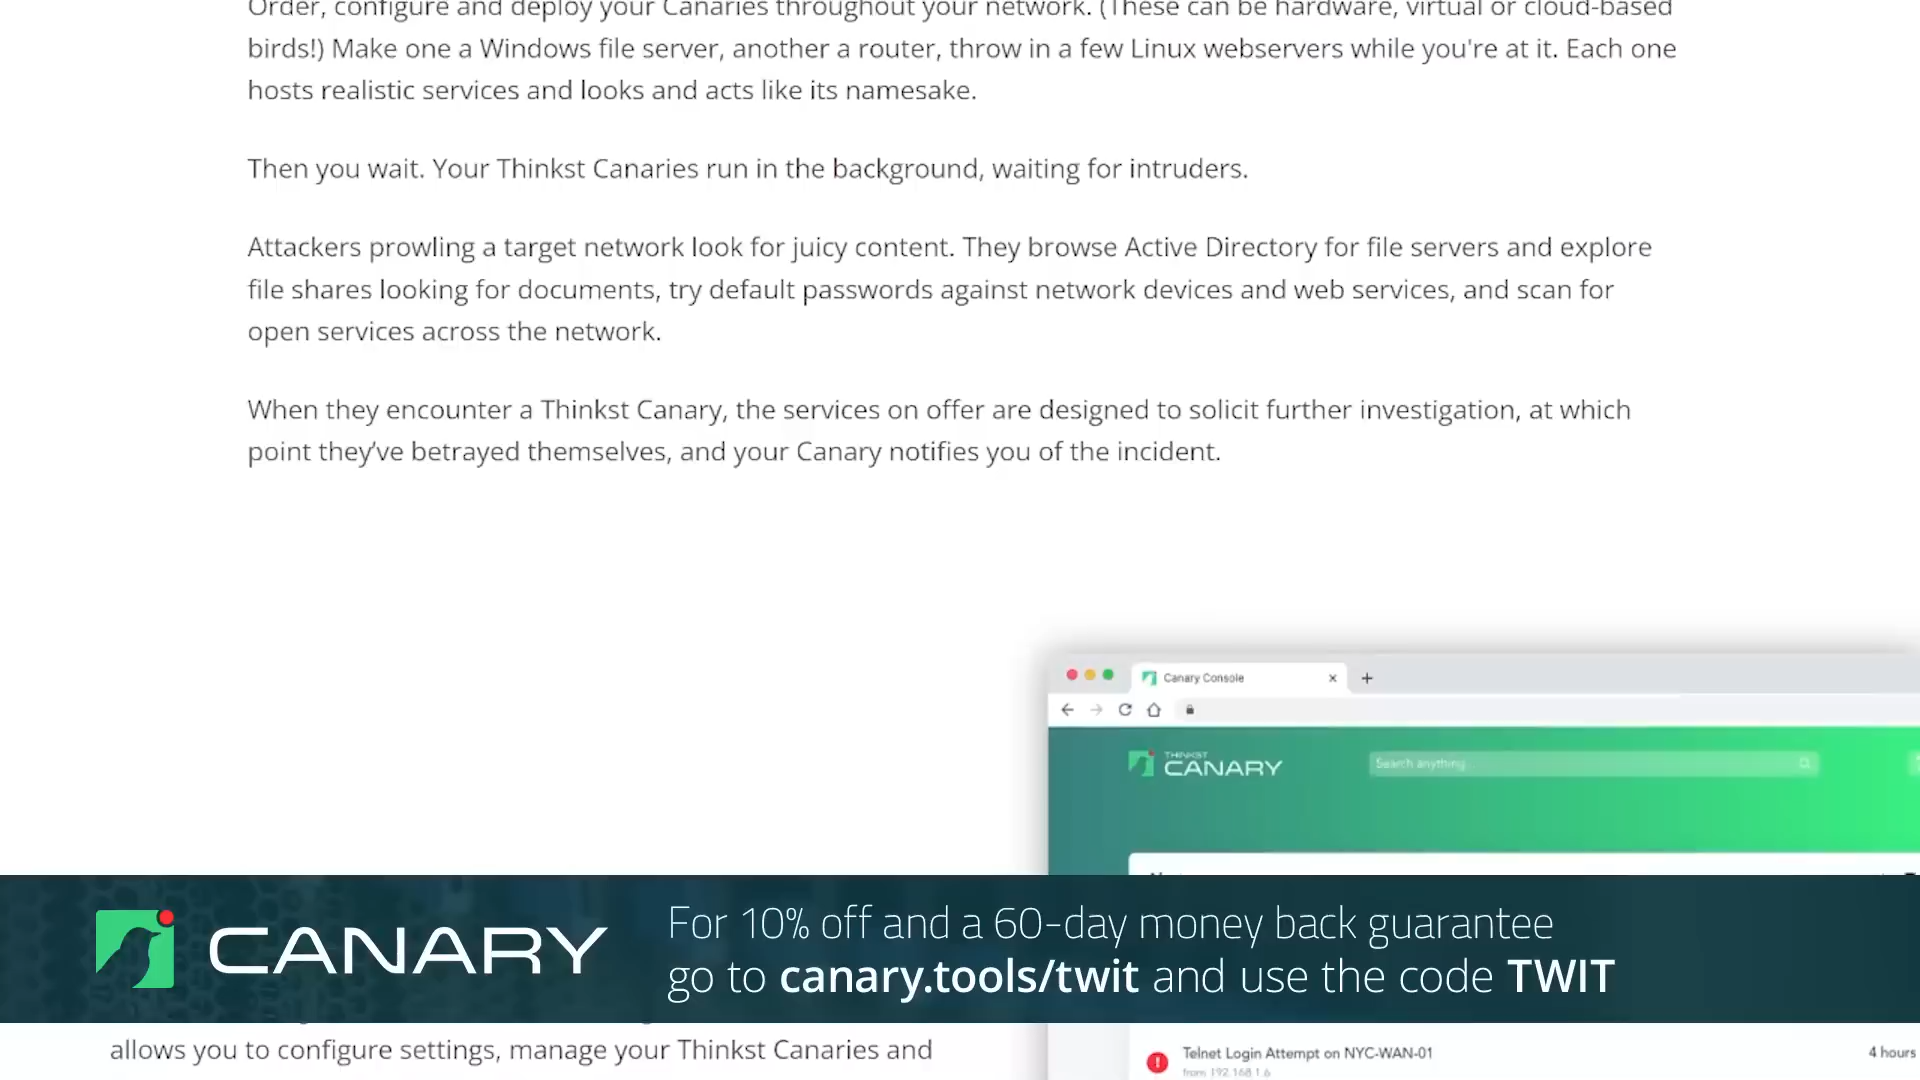 Order, configure and deploy your Canaries throughout your network. (These can be hardware, virtual or cloud-based
birds!) Make one a Windows file server, another a router, throw in a few Linux webservers while you're at it. Each one
hosts realistic services and looks and acts like its namesake.
Then you wait. Your Thinkst Canaries run in the background, waiting for intruders.
Attackers prowling a target network look for juicy content. They browse Active Directory for file servers and explore
file shares looking for documents, try default passwords against network devices and web services, and scan for
open services across the network.
When they encounter a Thinkst Canary, the services on offer are designed to solicit further investigation, at which
point they’ve betrayed themselves, and your Canary notifies you of the incident.
Canary Console
THINKST
CANARY
Search anything...
CANARY
For 10% off and a 60-day money back guarantee
go to canary.tools/twit and use the code TWIT
allows you to configure settings, manage your Thinkst Canaries and
Telnet Login Attempt on NYC-WAN-01
4 hours
from 192.168.1.6